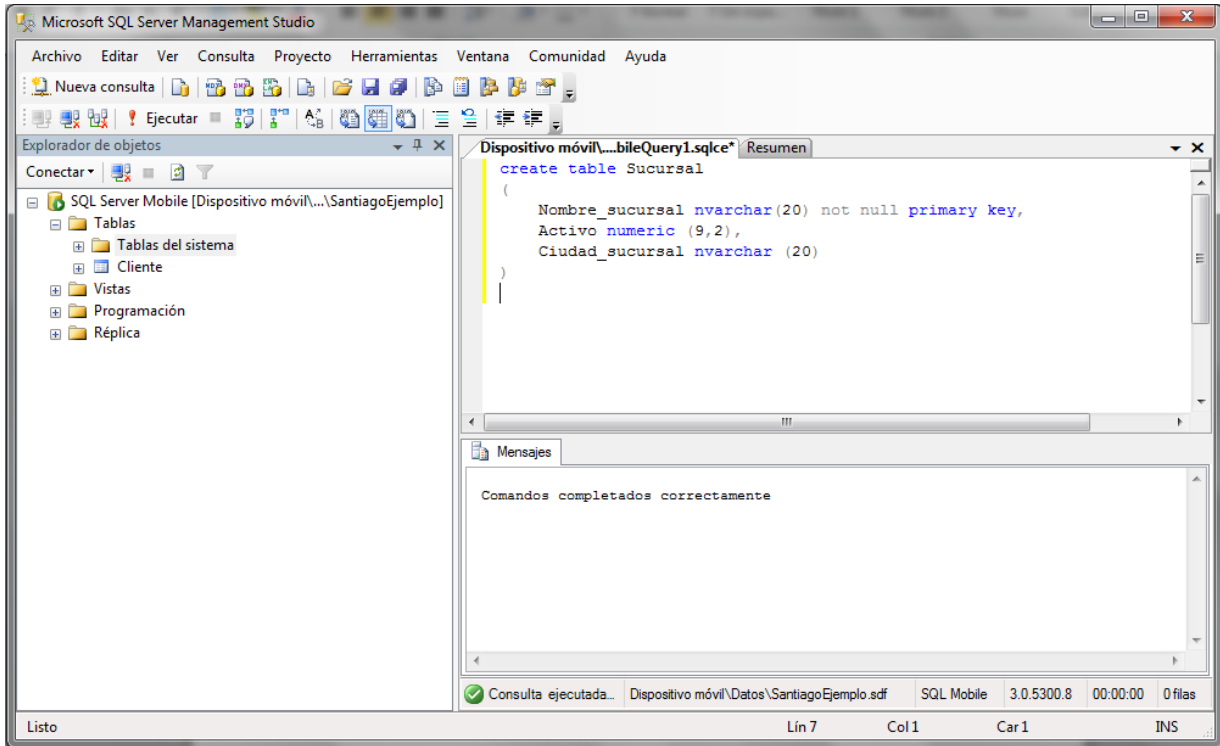 Microsoft SQL Server Management Studio
Archivo Editar Ver Consulta Proyecto Herramientas Ventana Comunidad Ayuda
Nueva consulta
Ejecutar
Explorador de objetos
Conectar
SQL Server Mobile [Dispositivo móvil\...\SantiagoEjemplo]
Tablas
Tablas del sistema
Cliente
Vistas
Programación
Réplica
Dispositivo móvil\....bileQuery1.sqlce* Resumen
create table Sucursal
(
Nombre_sucursal nvarchar(20) not null primary key,
Activo numeric (9,2),
Ciudad_sucursal nvarchar (20)
)
Mensajes
Comandos completados correctamente
Consulta ejecutada... Dispositivo móvil\Datos\SantiagoEjemplo.sdf SQL Mobile 3.0.5300.8 00:00:00 0 filas
Listo Lín 7 Col 1 Car 1 INS